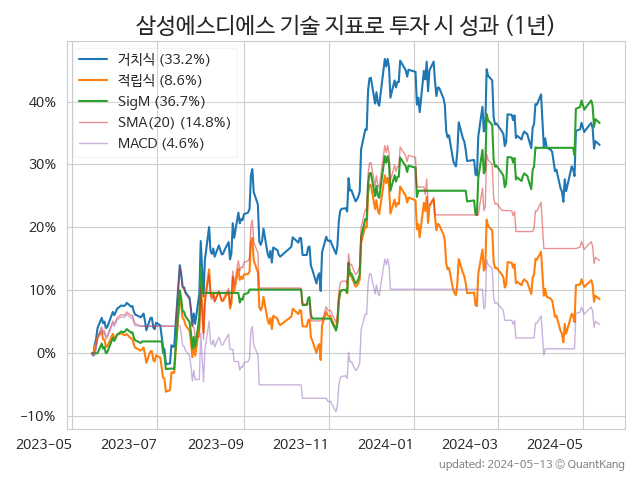 삼성에스디에스 기술 지표로 투자 시 성과 (1년)
거치식 (33.2%)
적립식 (8.6%)
SigM (36.7%)
SMA(20) (14.8%)
MACD (4.6%)
40%
30%
20%
10%
0%
−10%
2023-05 2023-07 2023-09 2023-11 2024-01 2024-03 2024-05
updated: 2024-05-13 ⓒ QuantKang